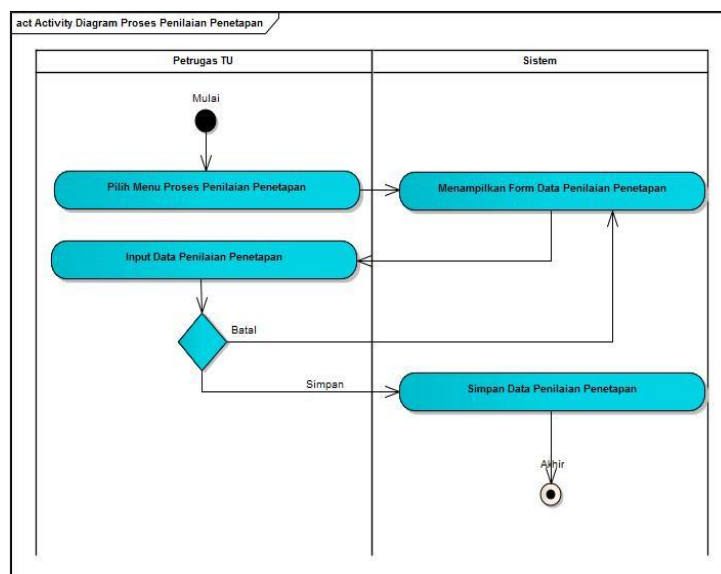 act Activity Diagram Proses Penilaian Penetapan
Petrugas TU
Sistem
Mulai
Pilih Menu Proses Penilaian Penetapan
Menampilkan Form Data Penilaian Penetapan
Input Data Penilaian Penetapan
Batal
Simpan
Simpan Data Penilaian Penetapan
Akhir